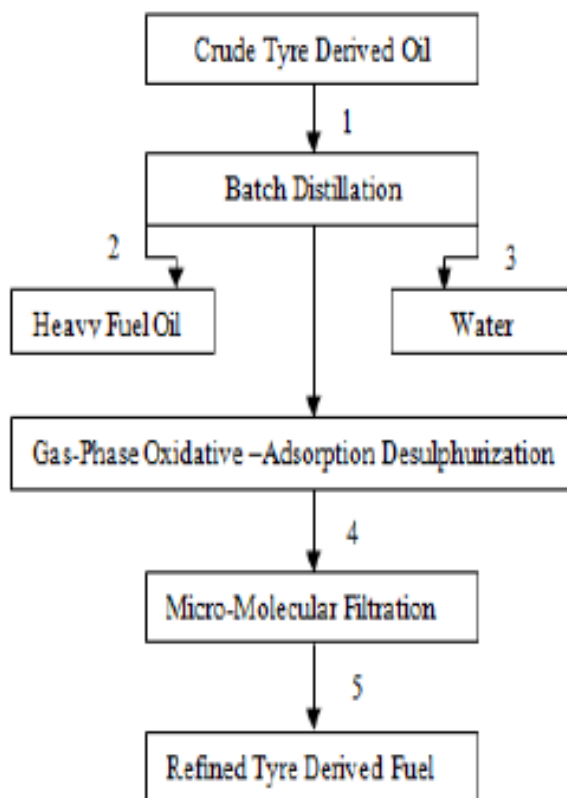 Crude Tyre Derived Oil
1
Batch Distillation
2
3
Heavy Fuel Oil
Water
Gas-Phase Oxidative –Adsorption Desulphurization
4
Micro-Molecular Filtration
5
Refined Tyre Derived Fuel